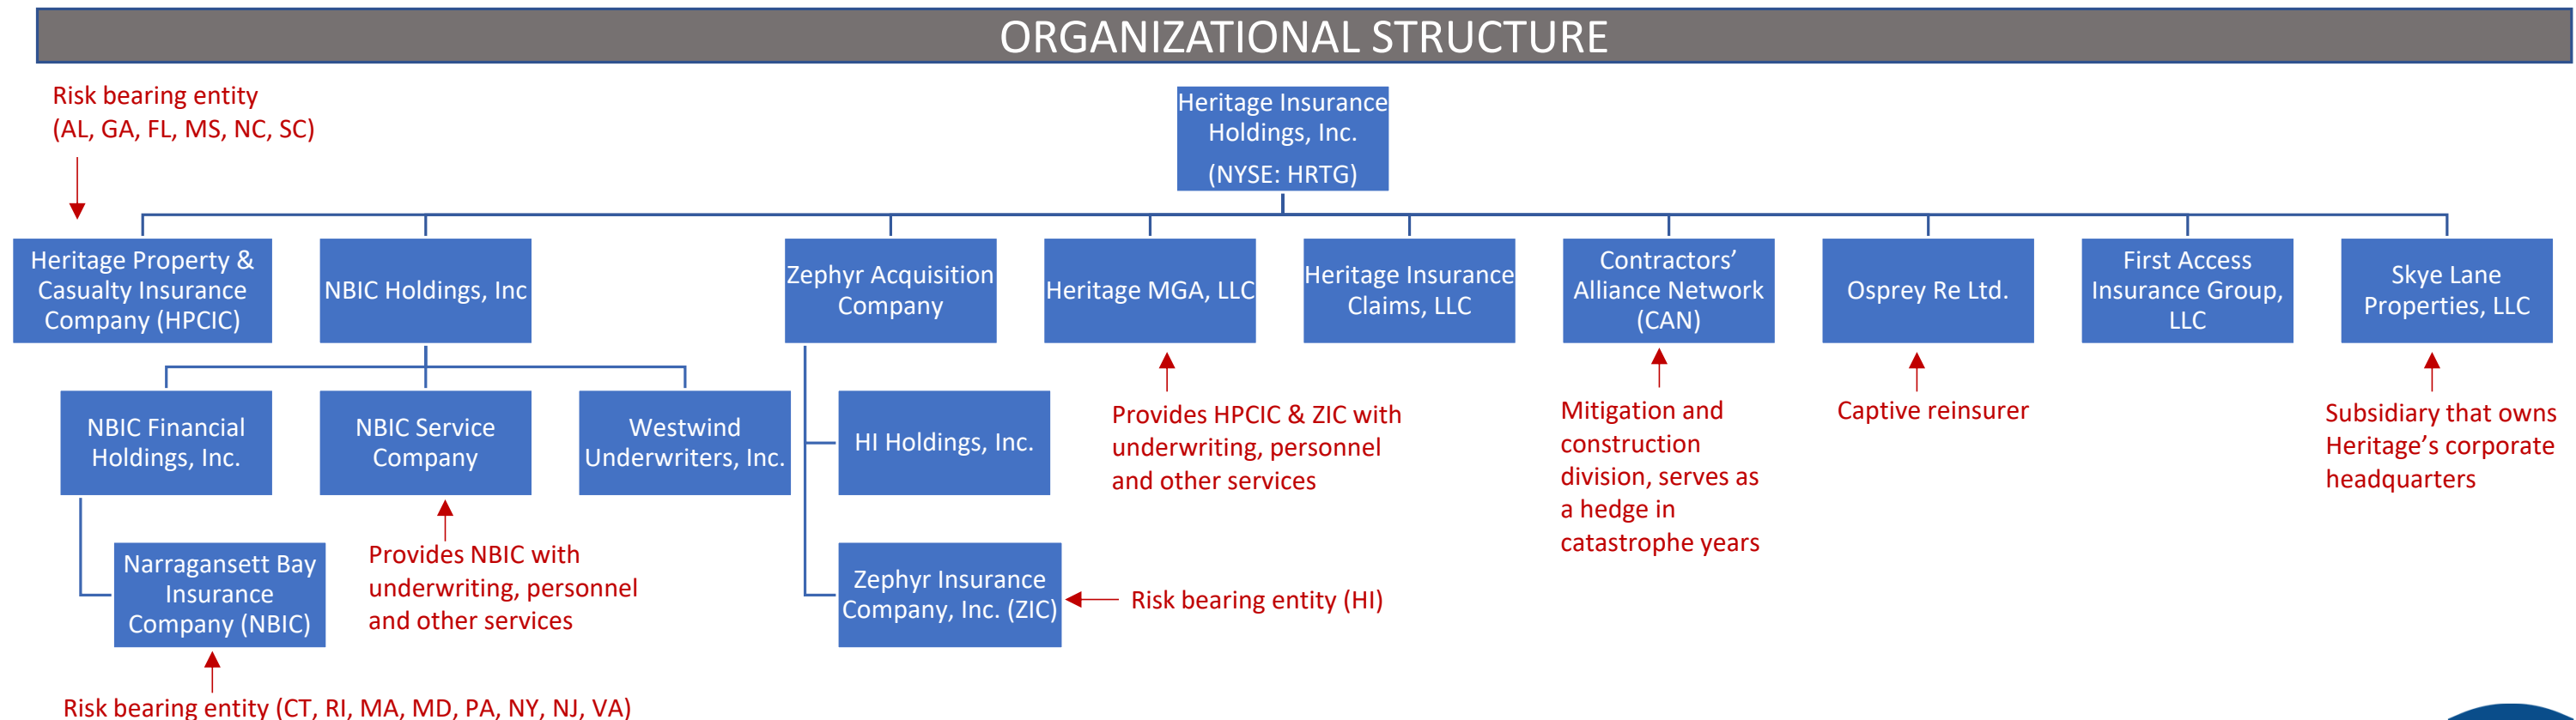 ORGANIZATIONAL STRUCTURE
Risk bearing entity
(AL, GA, FL, MS, NC, SC)
Heritage Insurance
Holdings, Inc.
(NYSE: HRTG)
Heritage Property &
Casualty Insurance
Company (HPCIC)
NBIC Holdings, Inc
Zephyr Acquisition
Company
Heritage MGA, LLC
Heritage Insurance
Claims, LLC
Contractors’
Alliance Network
(CAN)
Osprey Re Ltd.
First Access
Insurance Group,
LLC
Skye Lane
Properties, LLC
NBIC Financial
Holdings, Inc.
NBIC Service
Company
Westwind
Underwriters, Inc.
HI Holdings, Inc.
Provides HPCIC & ZIC with
underwriting, personnel
and other services
Mitigation and
construction
division, serves as
a hedge in
catastrophe years
Captive reinsurer
Subsidiary that owns
Heritage’s corporate
headquarters
Narragansett Bay
Insurance
Company (NBIC)
Provides NBIC with
underwriting, personnel
and other services
Zephyr Insurance
Company, Inc. (ZIC)
Risk bearing entity (HI)
Risk bearing entity (CT, RI, MA, MD, PA, NY, NJ, VA)